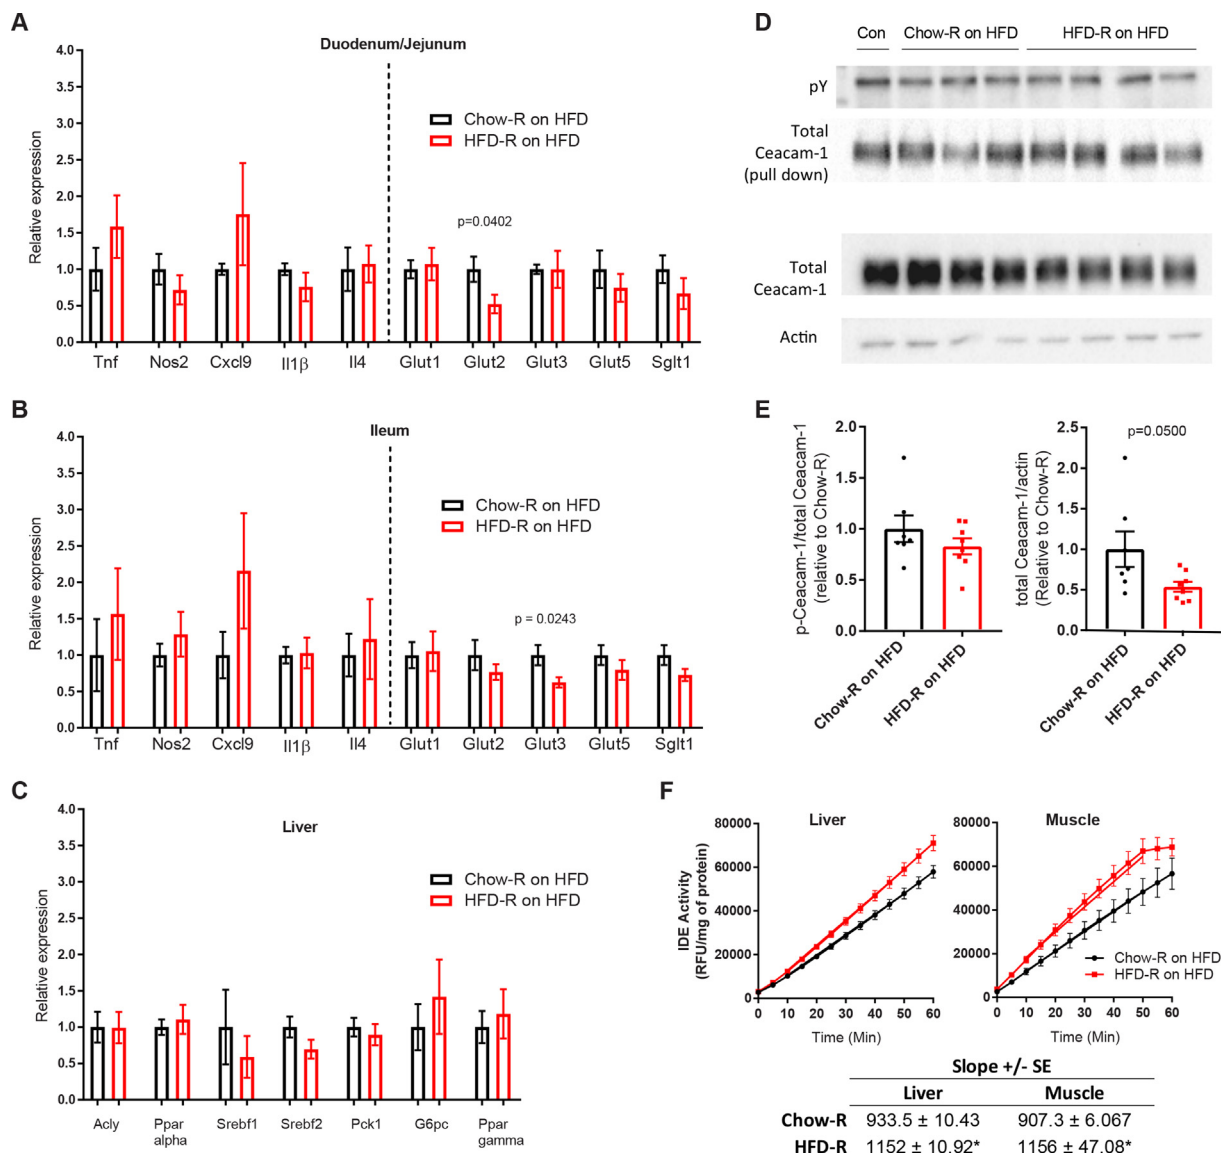 A
Duodenum/Jejunum
Relative expression
4.0
3.5
3.0
2.5
2.0
1.5
1.0
0.5
0.0
Chow-R on HFD
HFD-R on HFD
p=0.0402
Tnf Nos2 Cxcl9 Il1β Il4 Glut1 Glut2 Glut3 Glut5 Sglt1
B
Ileum
Relative expression
4.0
3.5
3.0
2.5
2.0
1.5
1.0
0.5
0.0
Chow-R on HFD
HFD-R on HFD
p = 0.0243
Tnf Nos2 Cxcl9 Il1β Il4 Glut1 Glut2 Glut3 Glut5 Sglt1
C
Liver
Relative expression
4.0
3.5
3.0
2.5
2.0
1.5
1.0
0.5
0.0
Chow-R on HFD
HFD-R on HFD
Acly Ppar Srebf1 Srebf2 Pck1 G6pc Ppar
alpha gamma
D
Con Chow-R on HFD HFD-R on HFD
pY
Total
Ceacam-1
(pull down)
Total
Ceacam-1
Actin
E
p-Ceacam-1/total Ceacam-1
(relative to Chow-R)
2.0
1.5
1.0
0.5
0.0
Chow-R on HFD
HFD-R on HFD
total Ceacam-1/actin
(Relative to Chow-R)
2.5
2.0
1.5
1.0
0.5
0.0
p=0.0500
Chow-R on HFD
HFD-R on HFD
F
Liver
IDE Activity
(RFU/mg of protein)
80000
60000
40000
20000
0
0 10 20 30 40 50 60
Time (Min)
Muscle
80000
60000
40000
20000
0
Chow-R on HFD
HFD-R on HFD
0 10 20 30 40 50 60
Time (Min)
Slope +/- SE
Liver Muscle
Chow-R 933.5 ± 10.43 907.3 ± 6.067
HFD-R 1152 ± 10.92* 1156 ± 47.08*